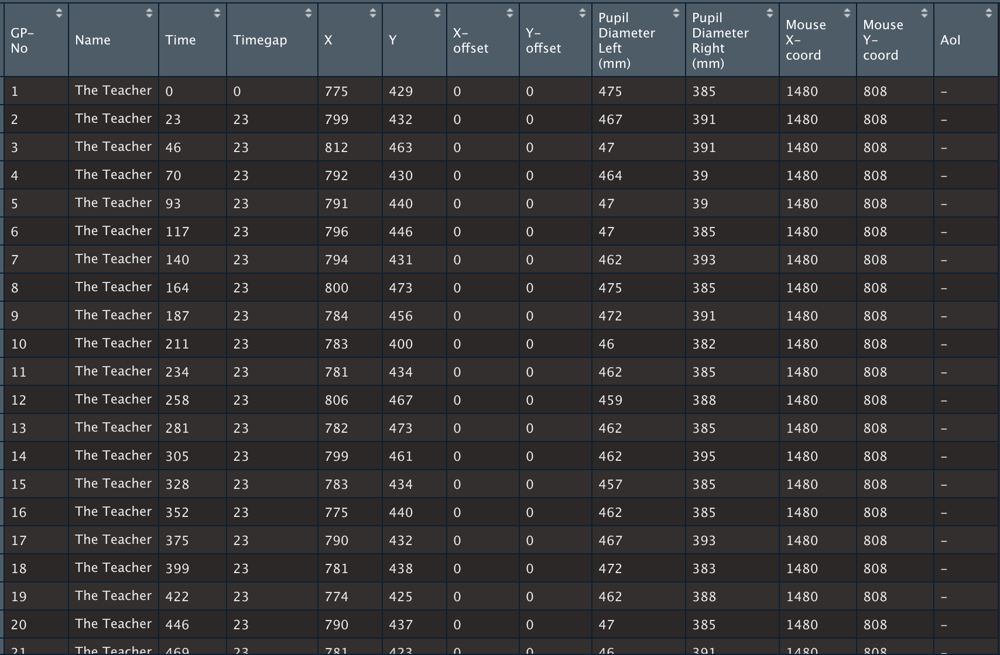 GP-No Name Time Timegap X Y X-offset Y-offset Pupil Diameter Left (mm) Pupil Diameter Right (mm) Mouse X-coord Mouse Y-coord AoI
1 The Teacher 0 0 775 429 0 0 475 385 1480 808 –
2 The Teacher 23 23 799 432 0 0 467 391 1480 808 –
3 The Teacher 46 23 812 463 0 0 47 391 1480 808 –
4 The Teacher 70 23 792 430 0 0 464 39 1480 808 –
5 The Teacher 93 23 791 440 0 0 47 39 1480 808 –
6 The Teacher 117 23 796 446 0 0 47 385 1480 808 –
7 The Teacher 140 23 794 431 0 0 462 393 1480 808 –
8 The Teacher 164 23 800 473 0 0 475 385 1480 808 –
9 The Teacher 187 23 784 456 0 0 472 391 1480 808 –
10 The Teacher 211 23 783 400 0 0 46 382 1480 808 –
11 The Teacher 234 23 781 434 0 0 462 385 1480 808 –
12 The Teacher 258 23 806 467 0 0 459 388 1480 808 –
13 The Teacher 281 23 782 473 0 0 462 385 1480 808 –
14 The Teacher 305 23 799 461 0 0 462 395 1480 808 –
15 The Teacher 328 23 783 434 0 0 457 385 1480 808 –
16 The Teacher 352 23 775 440 0 0 462 385 1480 808 –
17 The Teacher 375 23 790 432 0 0 467 393 1480 808 –
18 The Teacher 399 23 781 438 0 0 472 383 1480 808 –
19 The Teacher 422 23 774 425 0 0 462 388 1480 808 –
20 The Teacher 446 23 790 437 0 0 47 385 1480 808 –
21 The Teacher 469 23 781 423 0 0 46 391 1480 808 –